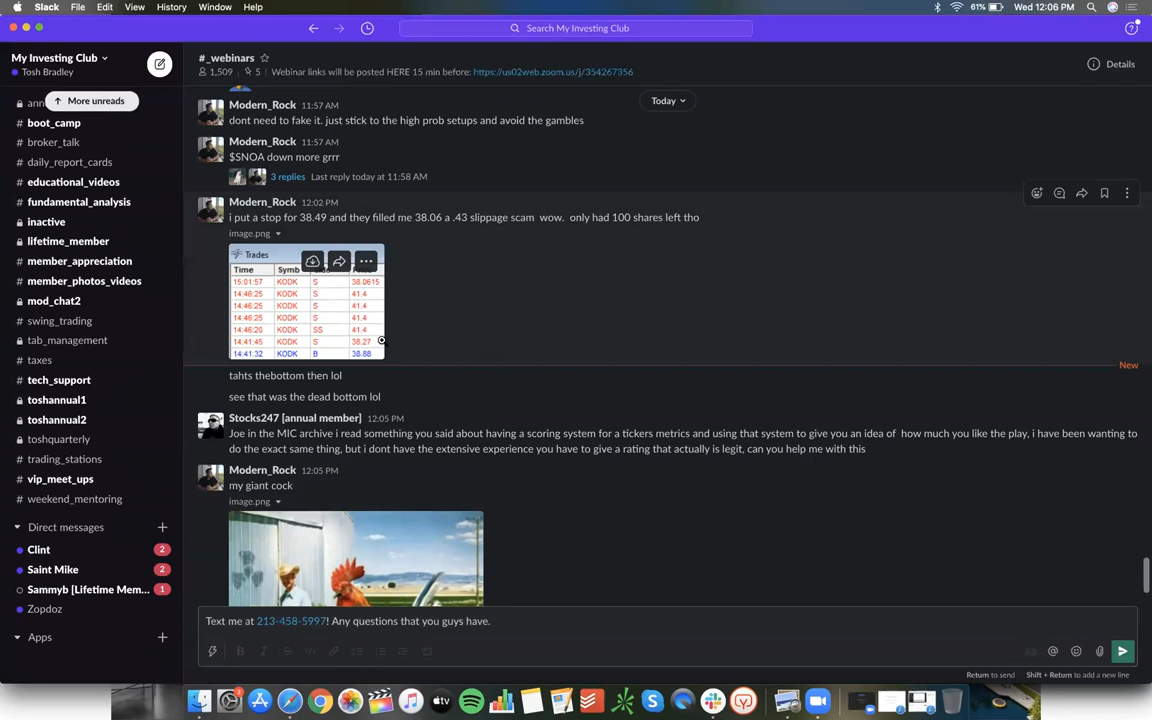 Slack File Edit View History Window Help
61% Wed 12:06 PM
Search My Investing Club
My Investing Club
Tosh Bradley
More unreads
# boot_camp
# broker_talk
# daily_report_cards
# educational_videos
# fundamental_analysis
inactive
lifetime_member
# member_appreciation
# member_photos_videos
mod_chat2
# swing_trading
# tab_management
# taxes
# tech_support
toshannual1
toshannual2
toshquarterly
# trading_stations
# vip_meet_ups
# weekend_mentoring
Direct messages
Clint 2
Saint Mike 2
Sammyb [Lifetime Mem... 1
Zopdoz
Apps
#_webinars
1,509 5 Webinar links will be posted HERE 15 min before: https://us02web.zoom.us/j/354267356
Details
Today
Modern_Rock 11:57 AM
dont need to fake it. just stick to the high prob setups and avoid the gambles
Modern_Rock 11:57 AM
$SNOA down more grrr
3 replies Last reply today at 11:58 AM
Modern_Rock 12:02 PM
i put a stop for 38.49 and they filled me 38.06 a .43 slippage scam wow. only had 100 shares left tho
image.png
Trades
Time Symb
15:01:57 KODK S 38.0615
14:46:25 KODK S 41.4
14:46:25 KODK S 41.4
14:46:25 KODK S 41.4
14:46:20 KODK SS 41.4
14:41:45 KODK S 38.27
14:41:32 KODK B 38.88
New
tahts thebottom then lol
see that was the dead bottom lol
Stocks247 [annual member] 12:05 PM
Joe in the MIC archive i read something you said about having a scoring system for a tickers metrics and using that system to give you an idea of how much you like the play, i have been wanting to
do the exact same thing, but i dont have the extensive experience you have to give a rating that actually is legit, can you help me with this
Modern_Rock 12:05 PM
my giant cock
image.png
Text me at 213-458-5997! Any questions that you guys have.
Return to send Shift + Return to add a new line